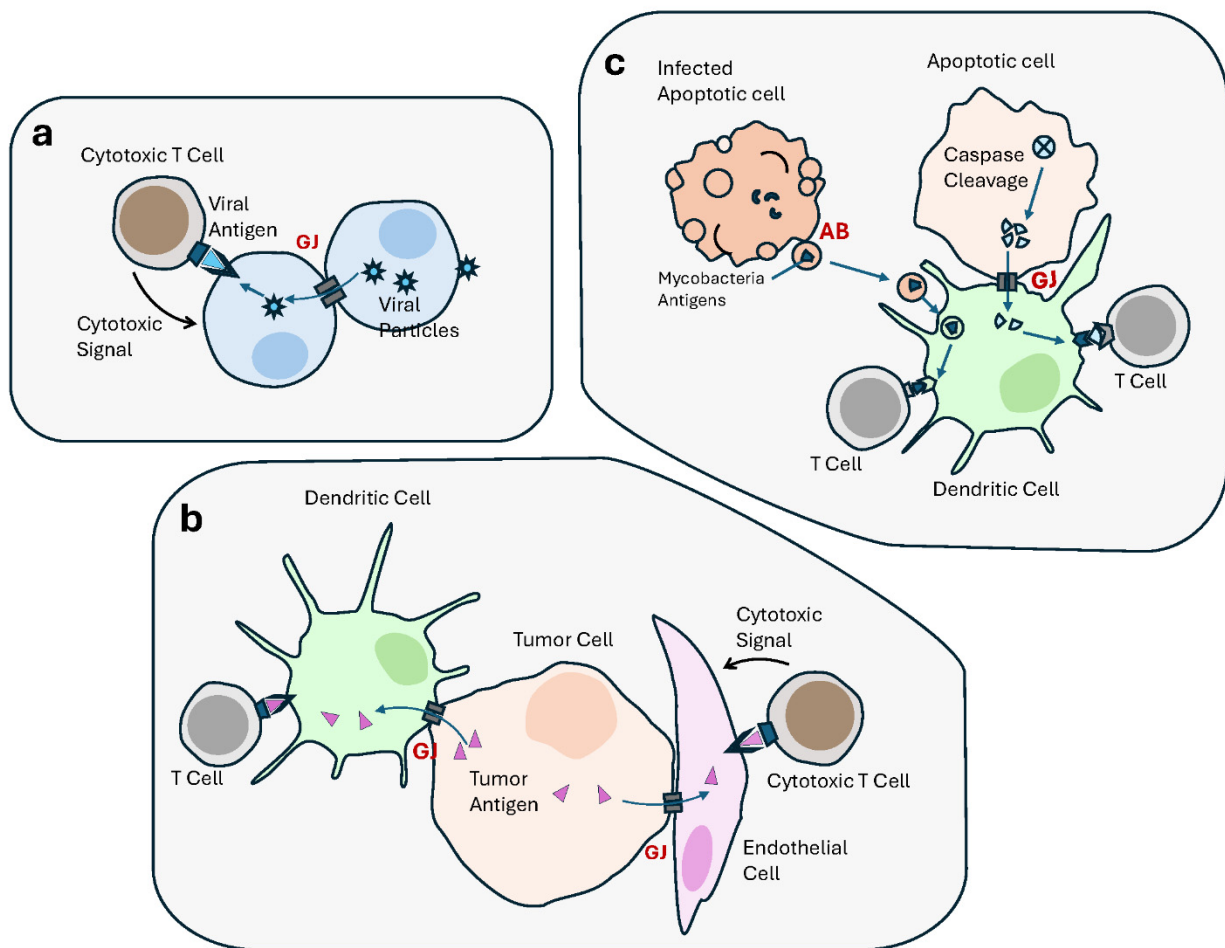 a
Cytotoxic T Cell
Viral
Antigen
GJ
Viral
Particles
Cytotoxic
Signal
c
Infected
Apoptotic cell
Apoptotic cell
Caspase
Cleavage
AB
Mycobacteria
Antigens
GJ
T Cell
T Cell
Dendritic Cell
b
Dendritic Cell
Tumor Cell
Cytotoxic
Signal
T Cell
GJ
Tumor
Antigen
Cytotoxic T Cell
GJ
Endothelial
Cell